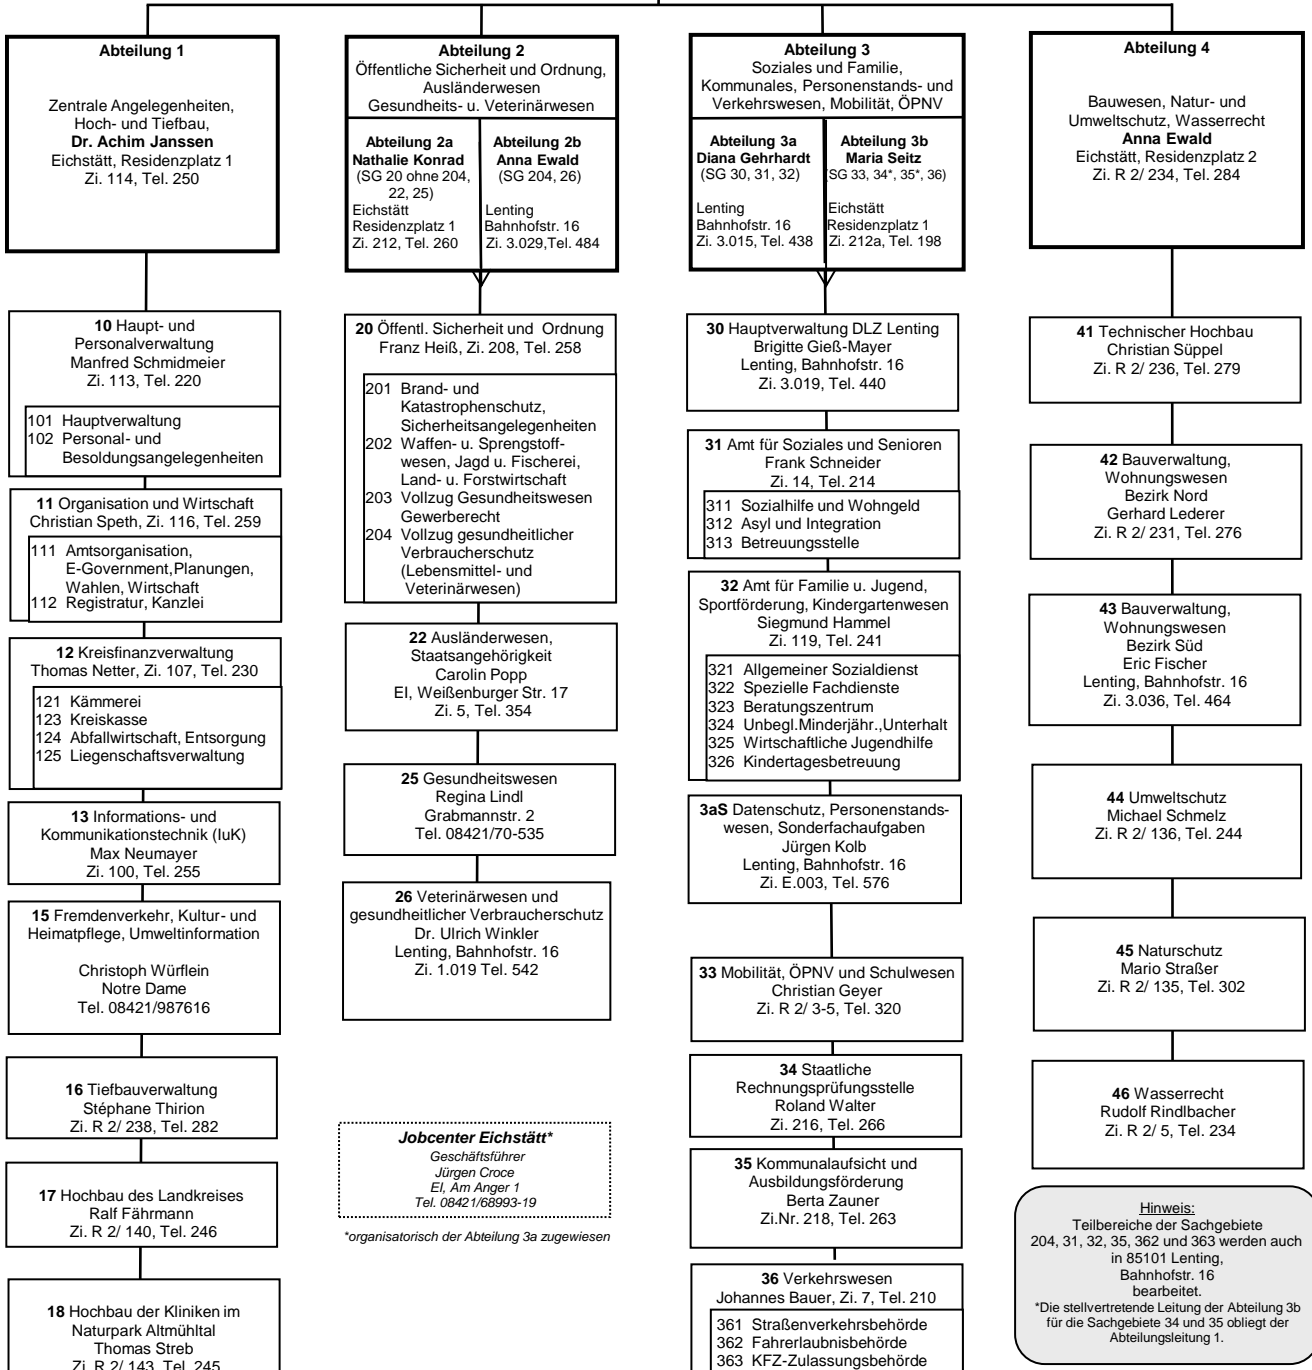 Abteilung 1
Zentrale Angelegenheiten,
Hoch- und Tiefbau,
Dr. Achim Janssen
Eichstätt, Residenzplatz 1
Zi. 114, Tel. 250
10 Haupt- und
Personalverwaltung
Manfred Schmidmeier
Zi. 113, Tel. 220
101 Hauptverwaltung
102 Personal- und
Besoldungsangelegenheiten
11 Organisation und Wirtschaft
Christian Speth, Zi. 116, Tel. 259
111 Amtsorganisation,
E-Government,Planungen,
Wahlen, Wirtschaft
112 Registratur, Kanzlei
12 Kreisfinanzverwaltung
Thomas Netter, Zi. 107, Tel. 230
121 Kämmerei
123 Kreiskasse
124 Abfallwirtschaft, Entsorgung
125 Liegenschaftsverwaltung
13 Informations- und
Kommunikationstechnik (IuK)
Max Neumayer
Zi. 100, Tel. 255
15 Fremdenverkehr, Kultur- und
Heimatpflege, Umweltinformation
Christoph Würflein
Notre Dame
Tel. 08421/987616
16 Tiefbauverwaltung
Stéphane Thirion
Zi. R 2/ 238, Tel. 282
17 Hochbau des Landkreises
Ralf Fährmann
Zi. R 2/ 140, Tel. 246
18 Hochbau der Kliniken im
Naturpark Altmühltal
Thomas Streb
Zi. R 2/ 143, Tel. 245
Abteilung 2
Öffentliche Sicherheit und Ordnung,
Ausländerwesen
Gesundheits- u. Veterinärwesen
Abteilung 2a
Nathalie Konrad
(SG 20 ohne 204,
22, 25)
Eichstätt
Residenzplatz 1
Zi. 212, Tel. 260
Abteilung 2b
Anna Ewald
(SG 204, 26)
Lenting
Bahnhofstr. 16
Zi. 3.029,Tel. 484
20 Öffentl. Sicherheit und Ordnung
Franz Heiß, Zi. 208, Tel. 258
201 Brand- und
Katastrophenschutz,
Sicherheitsangelegenheiten
202 Waffen- u. Sprengstoff-
wesen, Jagd u. Fischerei,
Land- u. Forstwirtschaft
203 Vollzug Gesundheitswesen
Gewerberecht
204 Vollzug gesundheitlicher
Verbraucherschutz
(Lebensmittel- und
Veterinärwesen)
22 Ausländerwesen,
Staatsangehörigkeit
Carolin Popp
EI, Weißenburger Str. 17
Zi. 5, Tel. 354
25 Gesundheitswesen
Regina Lindl
Grabmannstr. 2
Tel. 08421/70-535
26 Veterinärwesen und
gesundheitlicher Verbraucherschutz
Dr. Ulrich Winkler
Lenting, Bahnhofstr. 16
Zi. 1.019 Tel. 542
Jobcenter Eichstätt*
Geschäftsführer
Jürgen Croce
EI, Am Anger 1
Tel. 08421/68993-19
*organisatorisch der Abteilung 3a zugewiesen
Abteilung 3
Soziales und Familie,
Kommunales, Personenstands- und
Verkehrswesen, Mobilität, ÖPNV
Abteilung 3a
Diana Gehrhardt
(SG 30, 31, 32)
Lenting
Bahnhofstr. 16
Zi. 3.015, Tel. 438
Abteilung 3b
Maria Seitz
(SG 33, 34*, 35*, 36)
Eichstätt
Residenzplatz 1
Zi. 212a, Tel. 198
30 Hauptverwaltung DLZ Lenting
Brigitte Gieß-Mayer
Lenting, Bahnhofstr. 16
Zi. 3.019, Tel. 440
31 Amt für Soziales und Senioren
Frank Schneider
Zi. 14, Tel. 214
311 Sozialhilfe und Wohngeld
312 Asyl und Integration
313 Betreuungsstelle
32 Amt für Familie u. Jugend,
Sportförderung, Kindergartenwesen
Siegmund Hammel
Zi. 119, Tel. 241
321 Allgemeiner Sozialdienst
322 Spezielle Fachdienste
323 Beratungszentrum
324 Unbegl.Minderjähr.,Unterhalt
325 Wirtschaftliche Jugendhilfe
326 Kindertagesbetreuung
3aS Datenschutz, Personenstands-
wesen, Sonderfachaufgaben
Jürgen Kolb
Lenting, Bahnhofstr. 16
Zi. E.003, Tel. 576
33 Mobilität, ÖPNV und Schulwesen
Christian Geyer
Zi. R 2/ 3-5, Tel. 320
34 Staatliche
Rechnungsprüfungsstelle
Roland Walter
Zi. 216, Tel. 266
35 Kommunalaufsicht und
Ausbildungsförderung
Berta Zauner
Zi.Nr. 218, Tel. 263
36 Verkehrswesen
Johannes Bauer, Zi. 7, Tel. 210
361 Straßenverkehrsbehörde
362 Fahrerlaubnisbehörde
363 KFZ-Zulassungsbehörde
Abteilung 4
Bauwesen, Natur- und
Umweltschutz, Wasserrecht
Anna Ewald
Eichstätt, Residenzplatz 2
Zi. R 2/ 234, Tel. 284
41 Technischer Hochbau
Christian Süppel
Zi. R 2/ 236, Tel. 279
42 Bauverwaltung,
Wohnungswesen
Bezirk Nord
Gerhard Lederer
Zi. R 2/ 231, Tel. 276
43 Bauverwaltung,
Wohnungswesen
Bezirk Süd
Eric Fischer
Lenting, Bahnhofstr. 16
Zi. 3.036, Tel. 464
44 Umweltschutz
Michael Schmelz
Zi. R 2/ 136, Tel. 244
45 Naturschutz
Mario Straßer
Zi. R 2/ 135, Tel. 302
46 Wasserrecht
Rudolf Rindlbacher
Zi. R 2/ 5, Tel. 234
Hinweis:
Teilbereiche der Sachgebiete
204, 31, 32, 35, 362 und 363 werden auch
in 85101 Lenting,
Bahnhofstr. 16
bearbeitet.
*Die stellvertretende Leitung der Abteilung 3b
für die Sachgebiete 34 und 35 obliegt der
Abteilungsleitung 1.